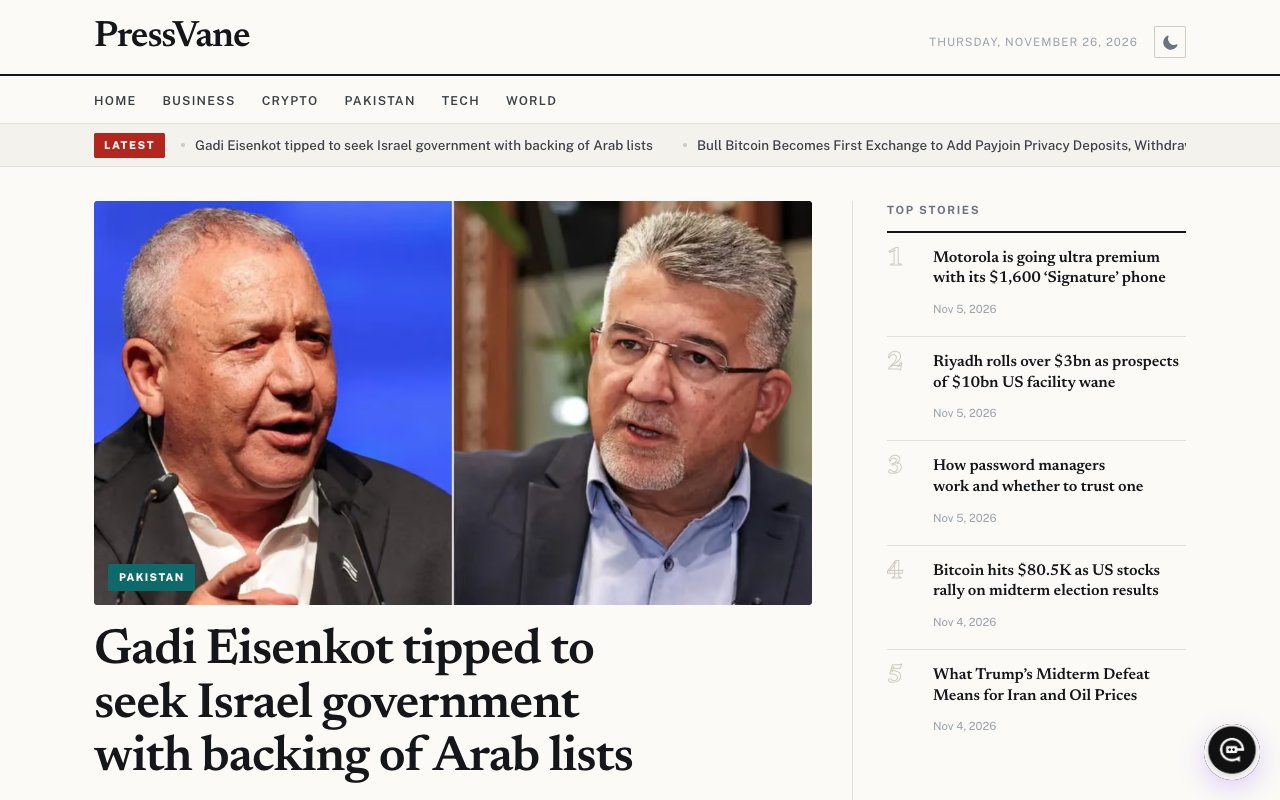 PressVane
THURSDAY, NOVEMBER 26, 2026
HOME BUSINESS CRYPTO PAKISTAN TECH WORLD
LATEST
Gadi Eisenkot tipped to seek Israel government with backing of Arab lists
Bull Bitcoin Becomes First Exchange to Add Payjoin Privacy Deposits,
PAKISTAN
Gadi Eisenkot tipped to
seek Israel government
with backing of Arab lists
TOP STORIES
1
Motorola is going ultra premium
with its $1,600 ‘Signature’ phone
Nov 5, 2026
2
Riyadh rolls over $3bn as prospects
of $10bn US facility wane
Nov 5, 2026
3
How password managers
work and whether to trust one
Nov 5, 2026
4
Bitcoin hits $80.5K as US stocks
rally on midterm election results
Nov 4, 2026
5
What Trump’s Midterm Defeat
Means for Iran and Oil Prices
Nov 4, 2026